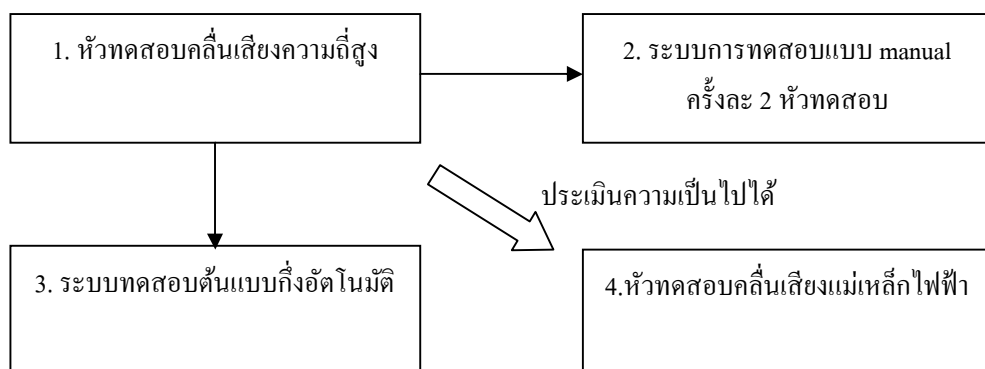 1. หัวทดสอบคลื่นเสียงความถี่สูง
2. ระบบการทดสอบแบบ manual
ครั้งละ 2 หัวทดสอบ
ประเมินความเป็นไปได้
3. ระบบทดสอบต้นแบบกึ่งอัตโนมัติ
4.หัวทดสอบคลื่นเสียงแม่เหล็กไฟฟ้า